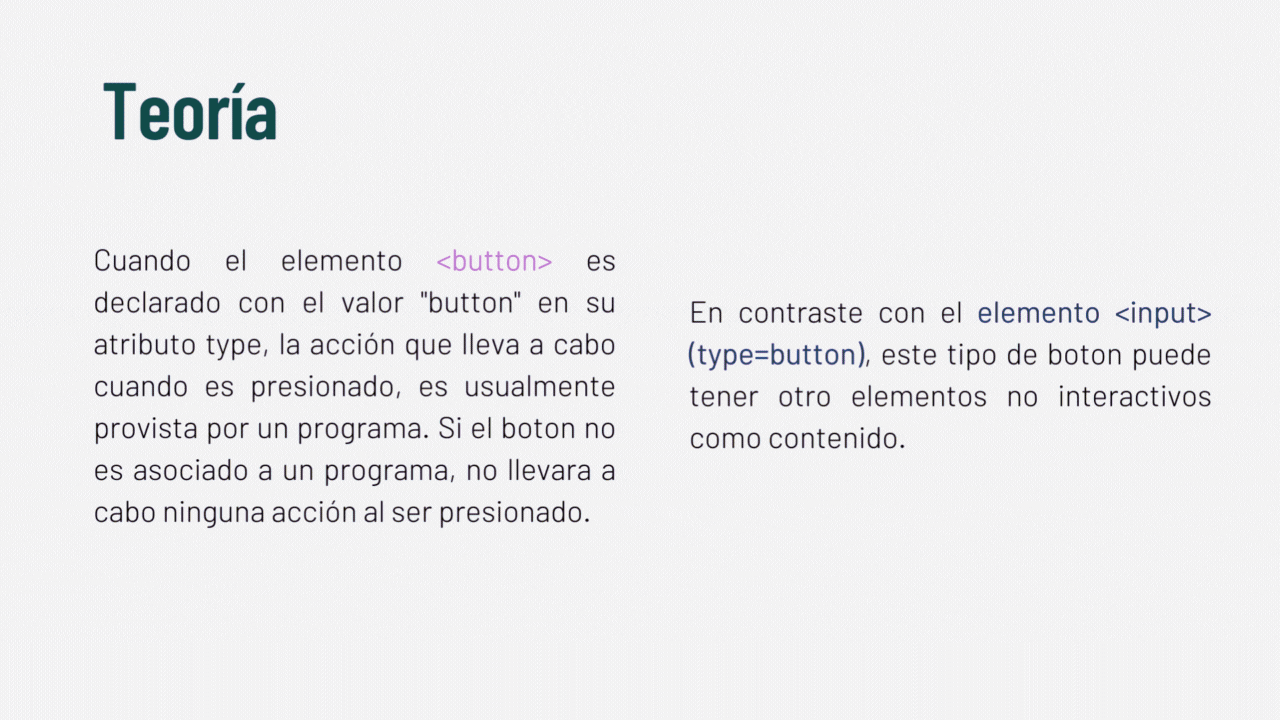 Teoría
Cuando el elemento <button> es
declarado con el valor "button" en su
atributo type, la acción que lleva a cabo
cuando es presionado, es usualmente
provista por un programa. Si el boton no
es asociado a un programa, no llevara a
cabo ninguna acción al ser presionado.
En contraste con el elemento <input>
(type=button), este tipo de boton puede
tener otro elementos no interactivos
como contenido.